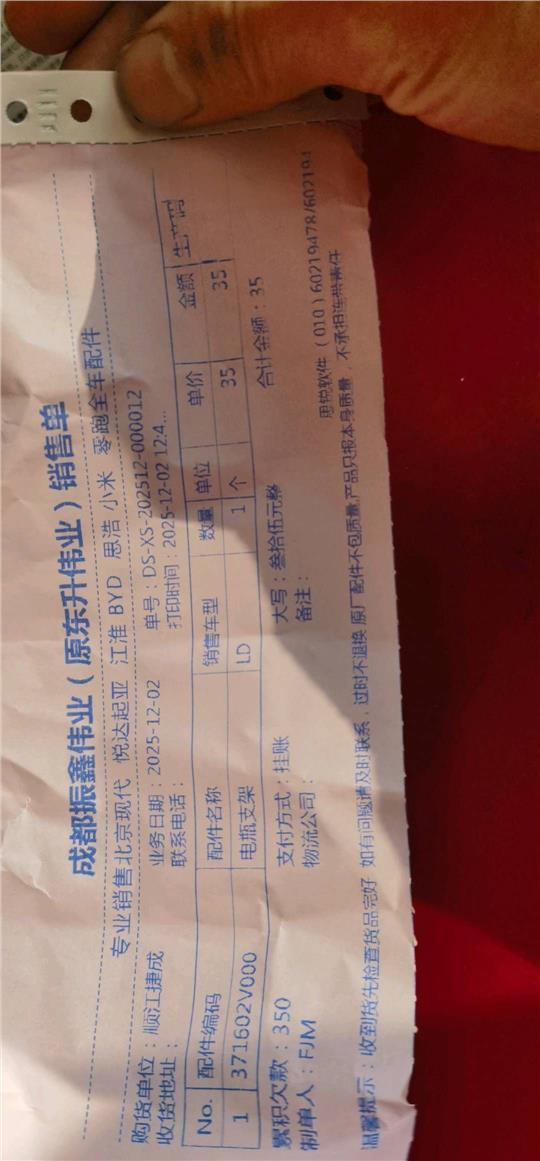 成都振鑫伟业(原东升伟业)销售单
专业销售北京现代 悦达起亚 江淮 BYD 思浩 小米 零跑全车配件
购货单位：顺江捷成 业务日期：2025-12-02 单号：DS-XS-202512-000012
收货地址： 联系电话： 打印时间：2025-12-02 12:4...
No. 配件编码 配件名称 销售车型 数量 单位 单价 金额 生产
1 371602V000 电瓶支架 LD 1 个 35 35
合计金额：35
累积欠款：350 支付方式：挂账 大写：叁拾伍元整
制单人：FJM 物流公司： 备注：
思锐软件 (010)60219478/602194
温馨提示：收到货先检查货品完好 如有问题请及时联系，过时不退换 原厂配件不包质量,产品只报本身质量，不承担连带责任